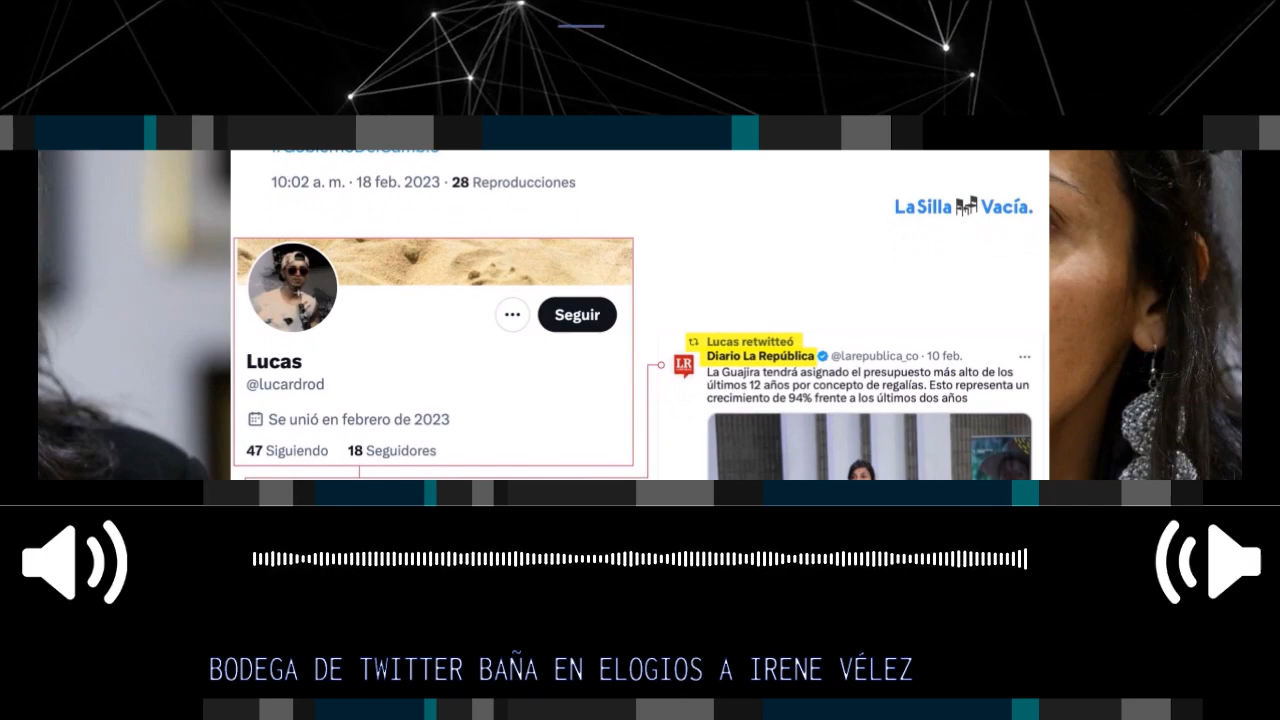 #GobiernoDelCambio
10:02 a. m. · 18 feb. 2023 · 28 Reproducciones
La Silla Vacía.
Seguir
Lucas
@lucardrod
Se unió en febrero de 2023
47 Siguiendo 18 Seguidores
Lucas retwitteó
LR
Diario La República @larepublica_co · 10 feb.
La Guajira tendrá asignado el presupuesto más alto de los
últimos 12 años por concepto de regalías. Esto representa un
crecimiento de 94% frente a los últimos dos años
BODEGA DE TWITTER BAÑA EN ELOGIOS A IRENE VÉLEZ